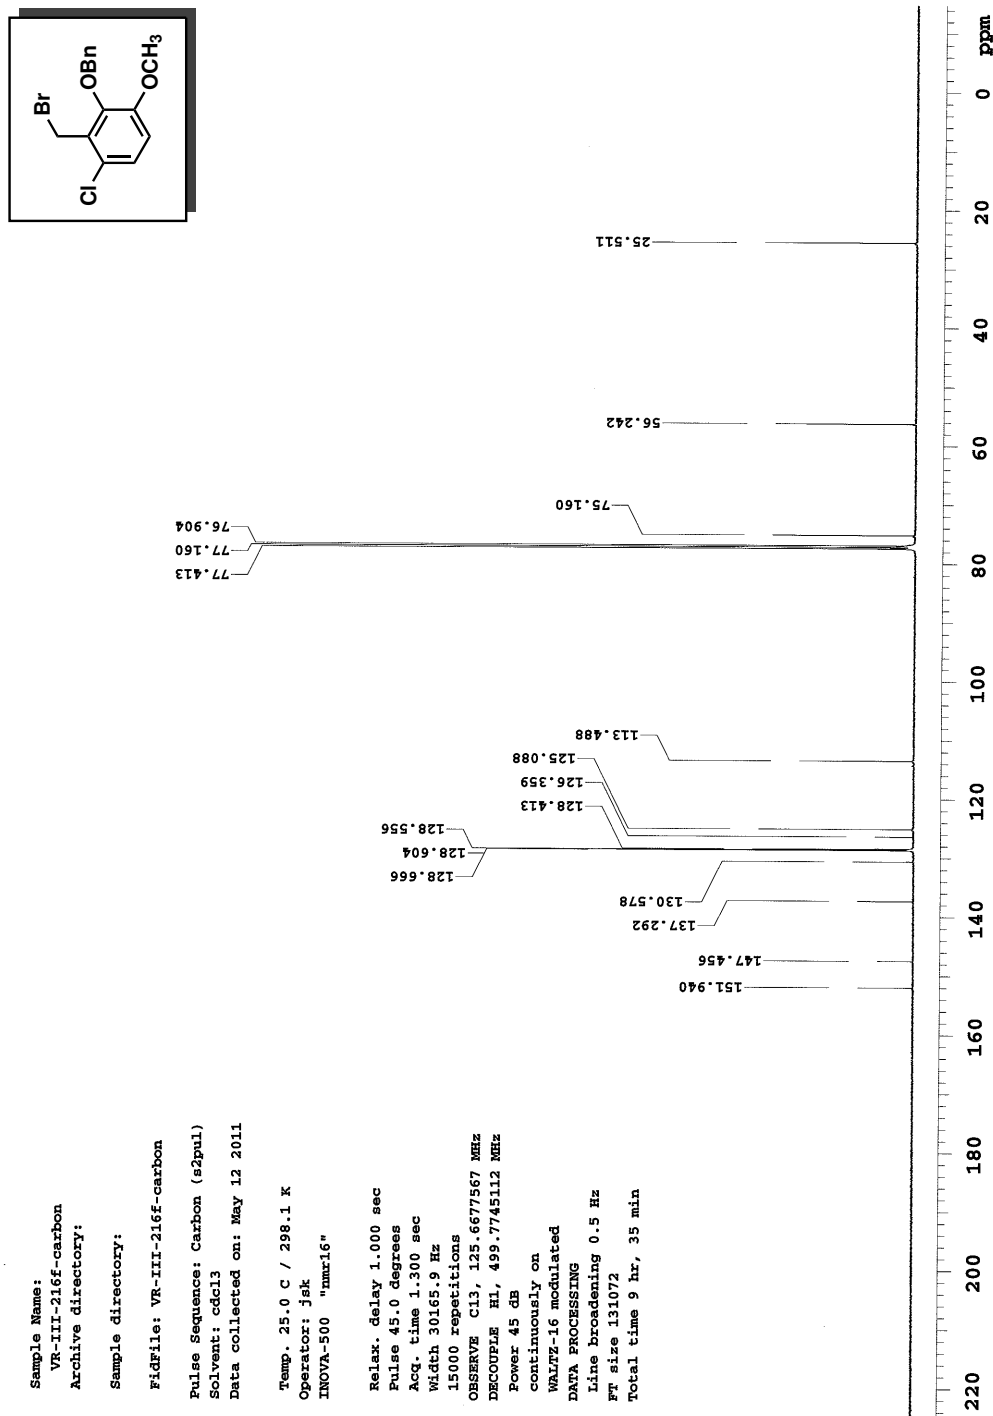 Sample Name:
VR-III-216f-carbon
Archive directory:
Sample directory:
FidFile: VR-III-216f-carbon
Pulse Sequence: Carbon (s2pul)
Solvent: cdcl3
Data collected on: May 12 2011
Temp. 25.0 C / 298.1 K
Operator: jsk
INOVA-500 "nmr16"
Relax. delay 1.000 sec
Pulse 45.0 degrees
Acq. time 1.300 sec
Width 30165.9 Hz
15000 repetitions
OBSERVE C13, 125.6677567 MHz
DECOUPLE H1, 499.7745112 MHz
Power 45 dB
continuously on
WALTZ-16 modulated
DATA PROCESSING
Line broadening 0.5 Hz
FT size 131072
Total time 9 hr, 35 min
Br
Cl
OBn
OCH3
151.940
147.456
137.292
130.578
128.666
128.604
128.556
128.413
126.359
125.088
113.488
77.413
77.160
76.904
75.160
56.242
25.511
220 200 180 160 140 120 100 80 60 40 20 0 ppm